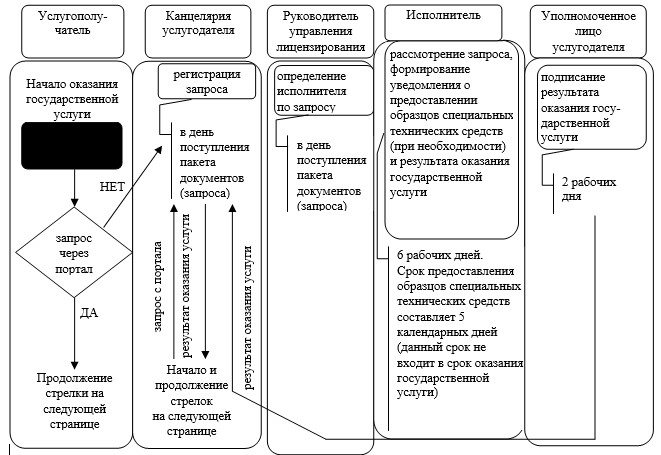 Услугополу-
чатель
Начало оказания
государственной
услуги
НЕТ
запрос
через
портал
ДА
Продолжение
стрелки на
следующей
странице
Канцелярия
услугодателя
регистрация
запроса
в день
поступления
пакета
документов
(запроса)
запрос с портала
результат оказания услуги
результат оказания услуги
Начало и
продолжение
стрелок
на следующей
странице
Руководитель
управления
лицензирования
определение
исполнителя
по запросу
в день
поступления
пакета
документов
(запроса)
Исполнитель
рассмотрение запроса,
формирование
уведомления о
предоставлении
образцов специальных
технических средств
(при необходимости)
и результата оказания
государственной
услуги
6 рабочих дней.
Срок предоставления
образцов специальных
технических средств
составляет 5
календарных дней
(данный срок не
входит в срок оказания
государственной
услуги)
Уполномоченное
лицо
услугодателя
подписание
результата
оказания госу-
дарственной
услуги
2 рабочих
дня